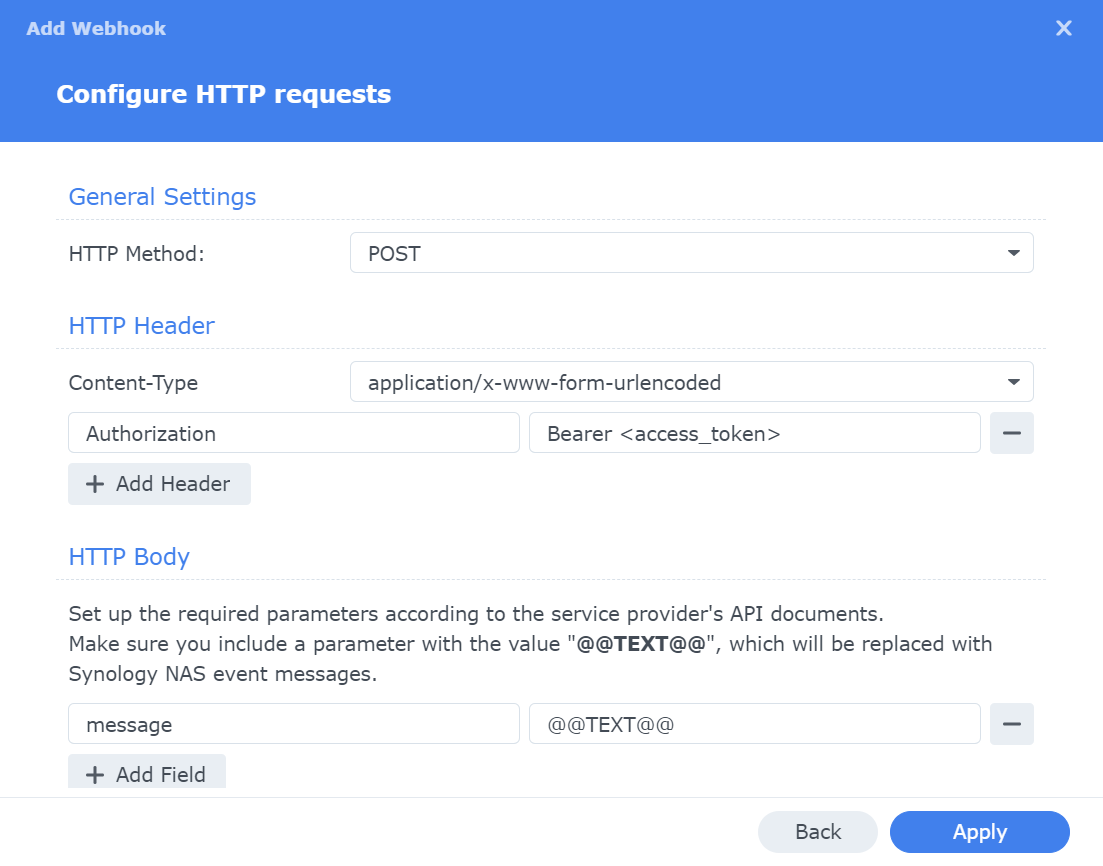 Add Webhook
Configure HTTP requests
General Settings
HTTP Method:
POST
HTTP Header
Content-Type
application/x-www-form-urlencoded
Authorization
Bearer <access_token>
Add Header
HTTP Body
Set up the required parameters according to the service provider's API documents.
Make sure you include a parameter with the value "@@TEXT@@", which will be replaced with
Synology NAS event messages.
message
@@TEXT@@
Add Field
Back
Apply